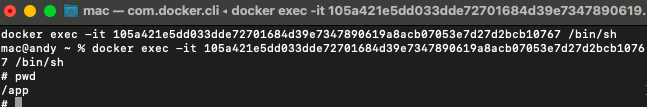 mac — com.docker.cli ◂ docker exec -it 105a421e5dd033dde72701684d39e7347890619.
docker exec -it 105a421e5dd033dde72701684d39e7347890619a8acb07053e7d27d2bcb10767 /bin/sh
mac@andy ~ % docker exec -it 105a421e5dd033dde72701684d39e7347890619a8acb07053e7d27d2bcb1076
7 /bin/sh
# pwd
/app
#